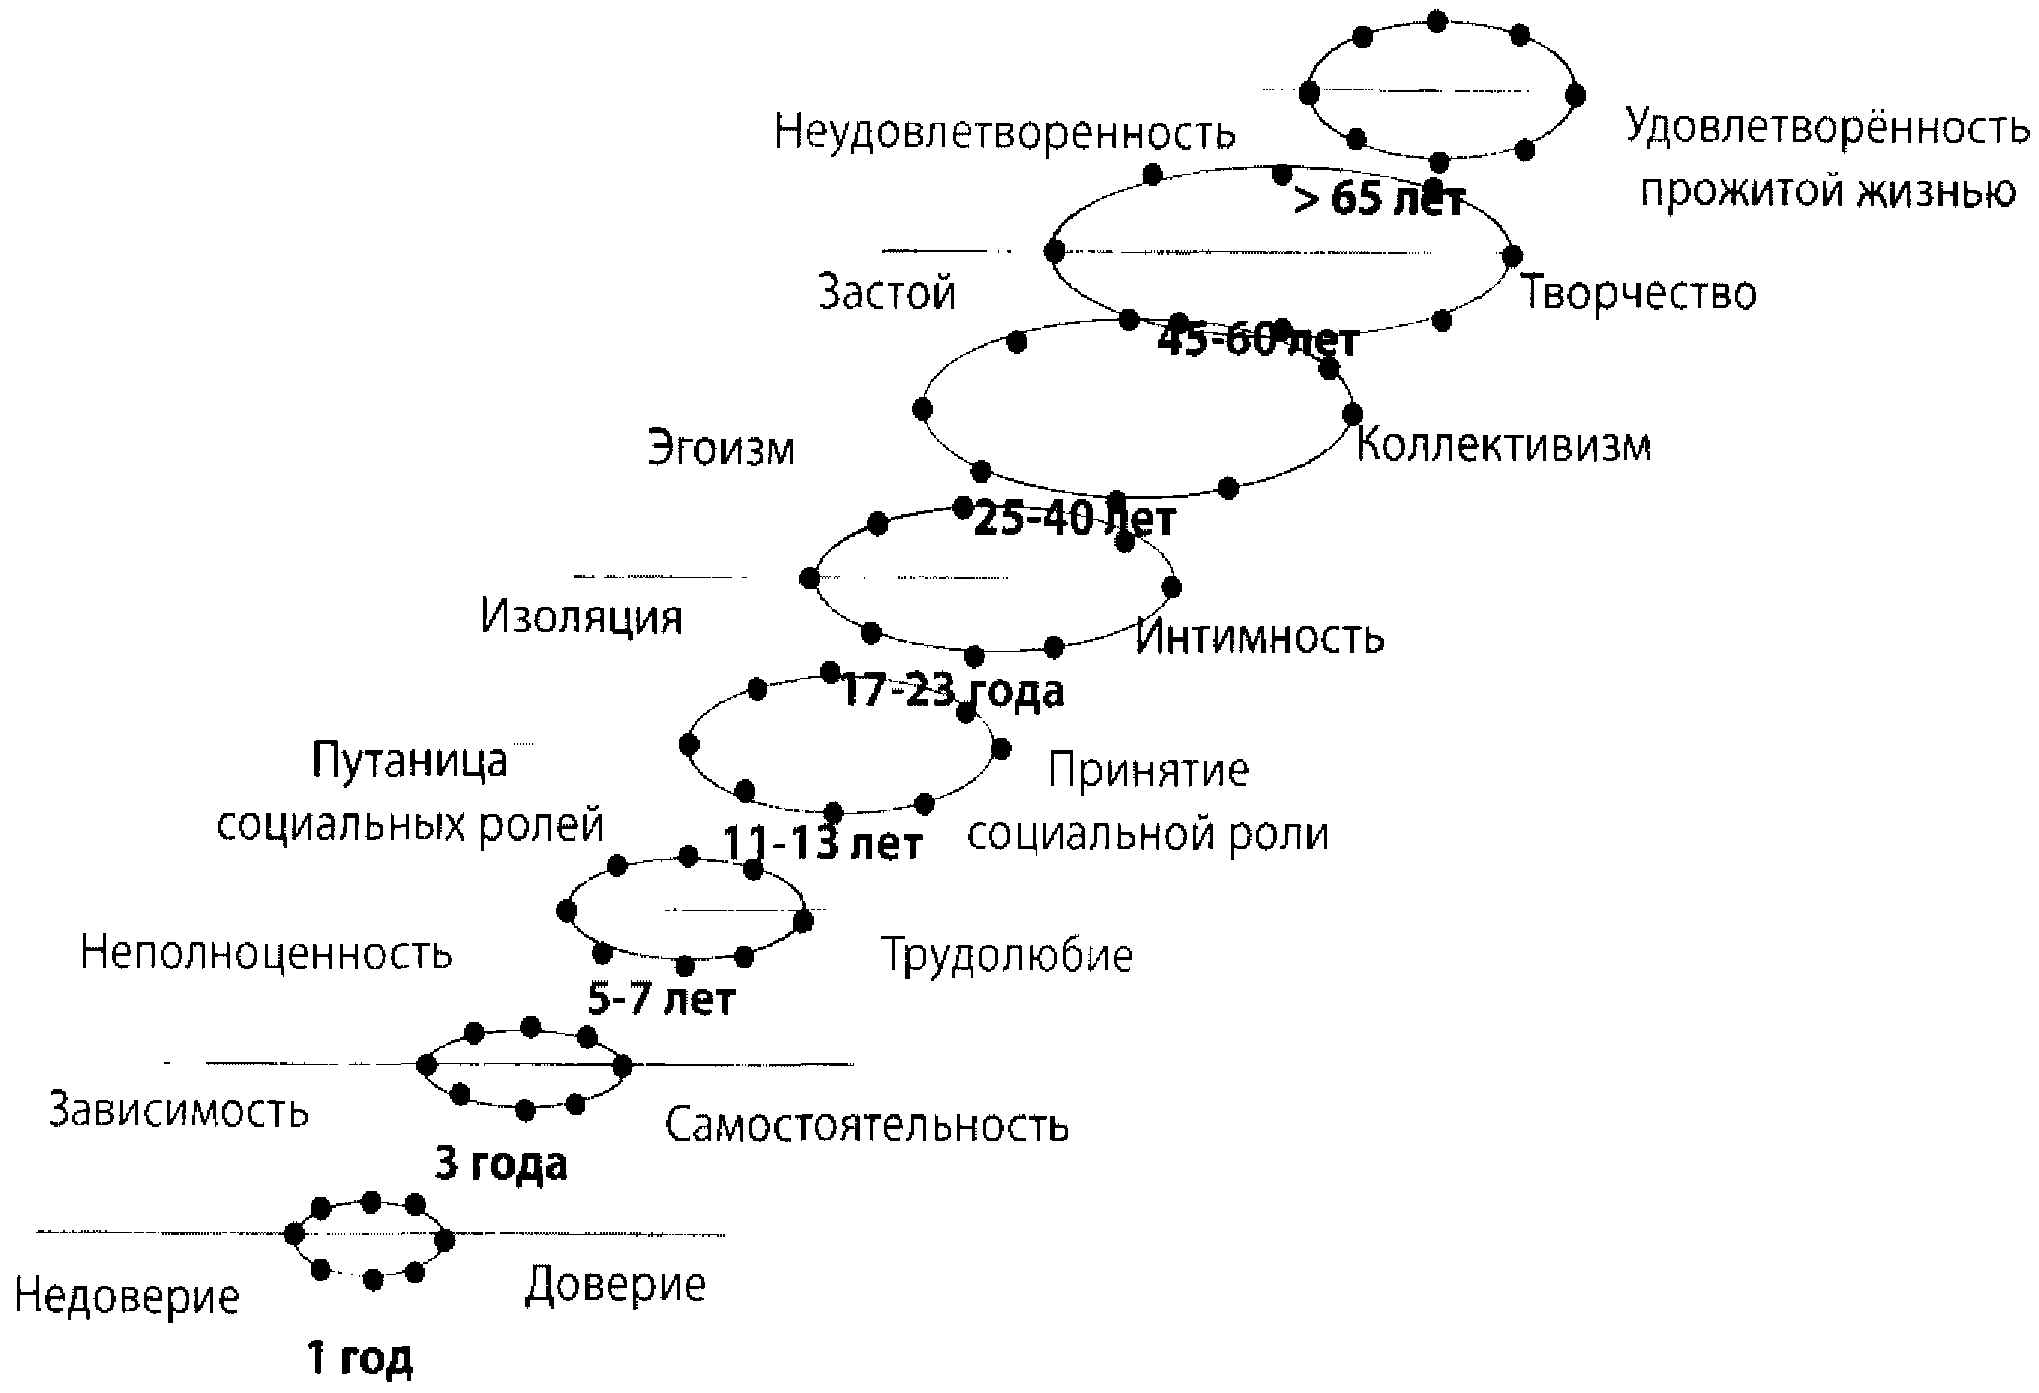 Неудовлетворенность
Удовлетворённость
прожитой жизнью
> 65 лет
Застой
Творчество
45-60 лет
Эгоизм
Коллективизм
25-40 лет
Изоляция
Интимность
17-23 года
Путаница
социальных ролей
Принятие
социальной роли
11-13 лет
Неполноценность
Трудолюбие
5-7 лет
Зависимость
Самостоятельность
3 года
Недоверие
Доверие
1 год